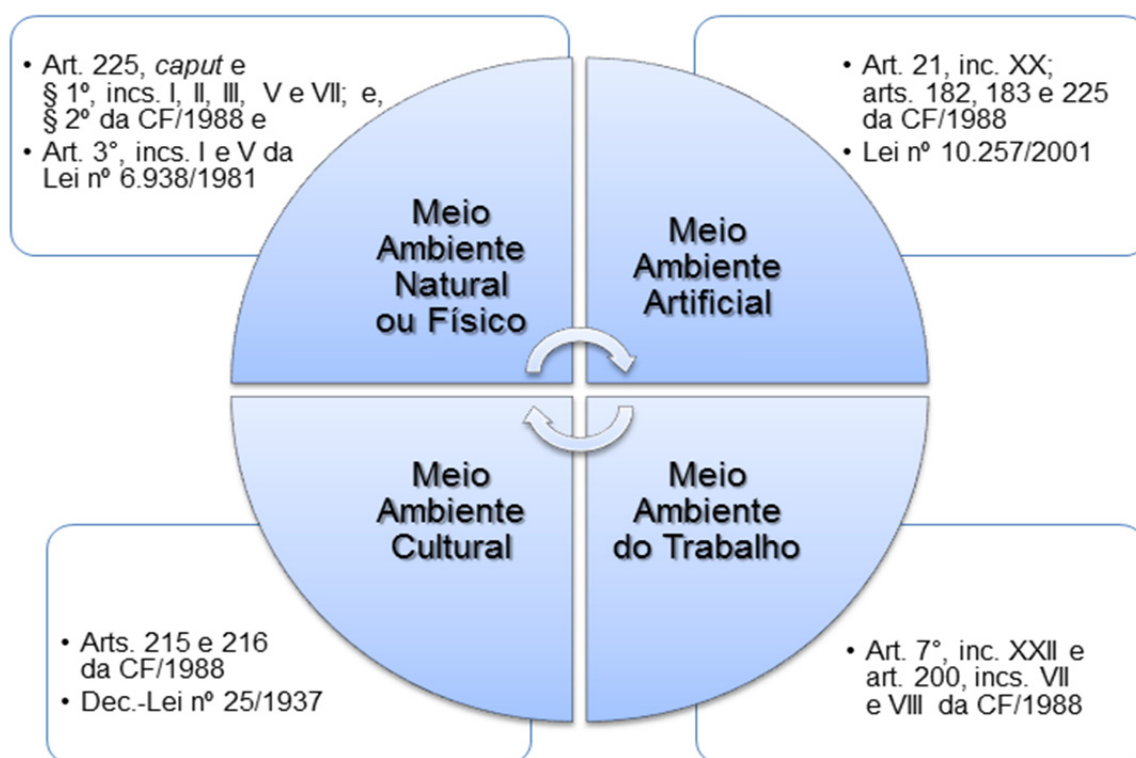 • Art. 225, caput e
§ 1º, incs. I, II, III, V e VII; e,
§ 2º da CF/1988 e
• Art. 3°, incs. I e V da
Lei nº 6.938/1981
• Art. 21, inc. XX;
arts. 182, 183 e 225
da CF/1988
• Lei nº 10.257/2001
Meio
Ambiente
Natural
ou Físico
Meio
Ambiente
Artificial
Meio
Ambiente
Cultural
Meio
Ambiente
do Trabalho
• Arts. 215 e 216
da CF/1988
• Dec.-Lei nº 25/1937
• Art. 7°, inc. XXII e
art. 200, incs. VII
e VIII da CF/1988